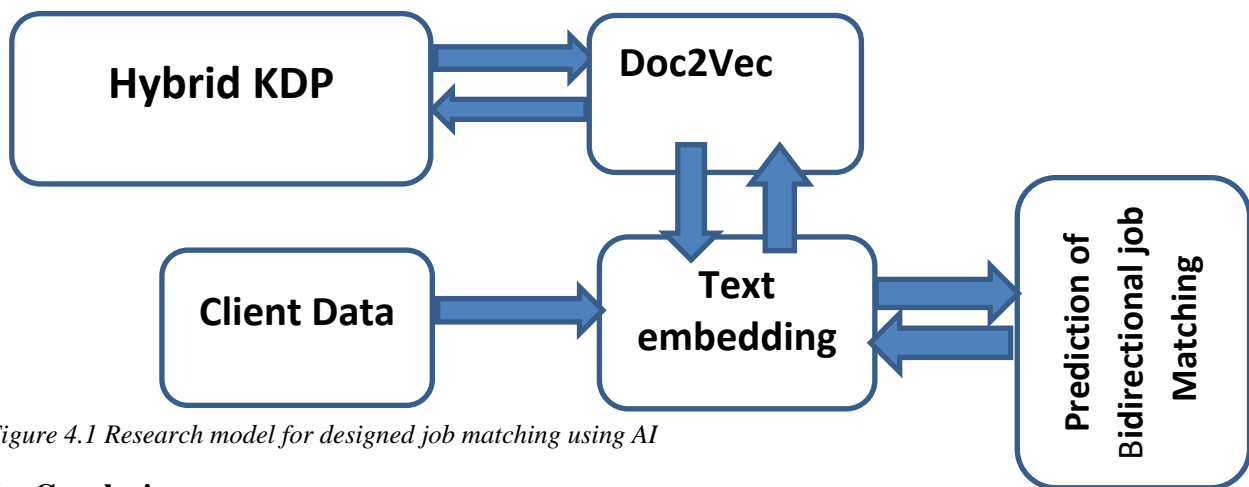 Hybrid KDP
Doc2Vec
Client Data
Text
embedding
Prediction of
Bidirectional job
Matching
igure 4.1 Research model for designed job matching using AI